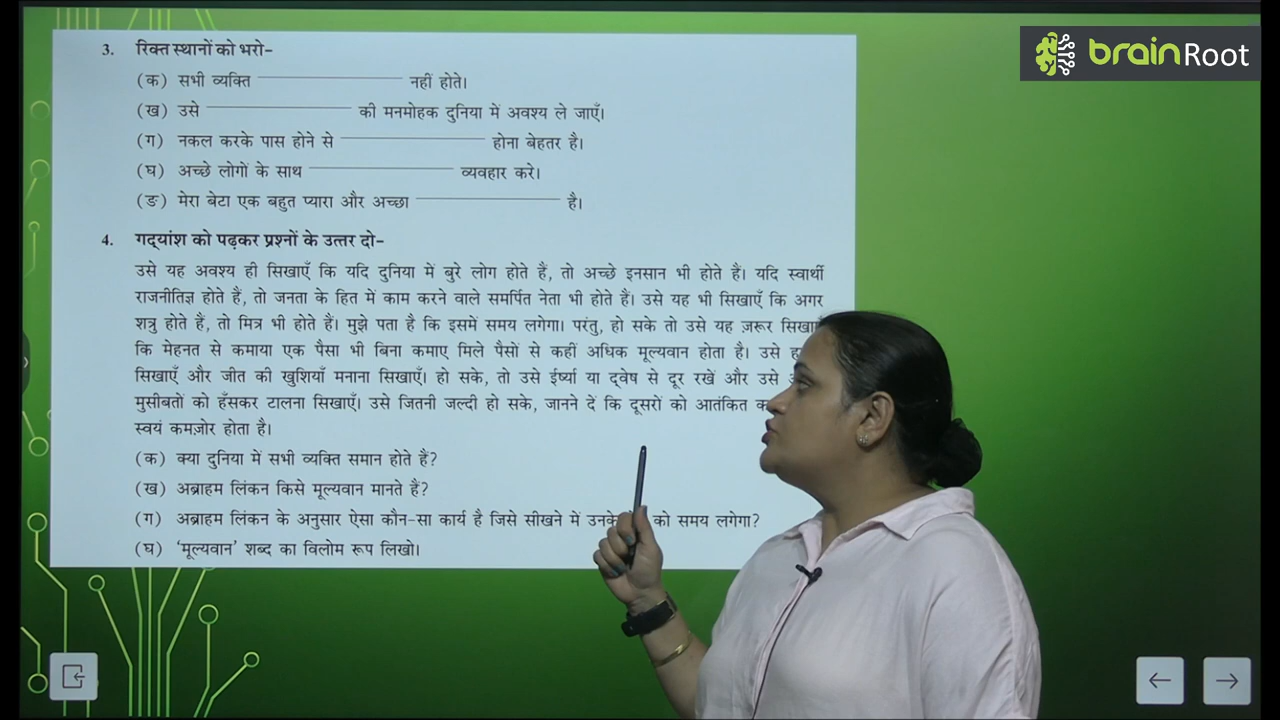 brainRoot
3. रिक्त स्थानों को भरो-
(क) सभी व्यक्ति __________ नहीं होते।
(ख) उसे __________ की मनमोहक दुनिया में अवश्य ले जाएँ।
(ग) नकल करके पास होने से __________ होना बेहतर है।
(घ) अच्छे लोगों के साथ __________ व्यवहार करे।
(ङ) मेरा बेटा एक बहुत प्यारा और अच्छा __________ है।
4. गद्यांश को पढ़कर प्रश्नों के उत्तर दो-
उसे यह अवश्य ही सिखाएँ कि यदि दुनिया में बुरे लोग होते हैं, तो अच्छे इनसान भी होते हैं। यदि स्वार्थी
राजनीतिज्ञ होते हैं, तो जनता के हित में काम करने वाले समर्पित नेता भी होते हैं। उसे यह भी सिखाएँ कि अगर
शत्रु होते हैं, तो मित्र भी होते हैं। मुझे पता है कि इसमें समय लगेगा। परंतु, हो सके तो उसे यह ज़रूर
कि मेहनत से कमाया एक पैसा भी बिना कमाए मिले पैसों से कहीं अधिक मूल्यवान होता है। उसे
सिखाएँ और जीत की खुशियाँ मनाना सिखाएँ। हो सके, तो उसे ईर्ष्या या द्वेष से दूर रखें और उसे
मुसीबतों को हँसकर टालना सिखाएँ। उसे जितनी जल्दी हो सके, जानने दें कि दूसरों को आतंकित
स्वयं कमज़ोर होता है।
(क) क्या दुनिया में सभी व्यक्ति समान होते हैं?
(ख) अब्राहम लिंकन किसे मूल्यवान मानते हैं?
(ग) अब्राहम लिंकन के अनुसार ऐसा कौन-सा कार्य है जिसे सीखने में को समय लगेगा?
(घ) 'मूल्यवान' शब्द का विलोम रूप लिखो।